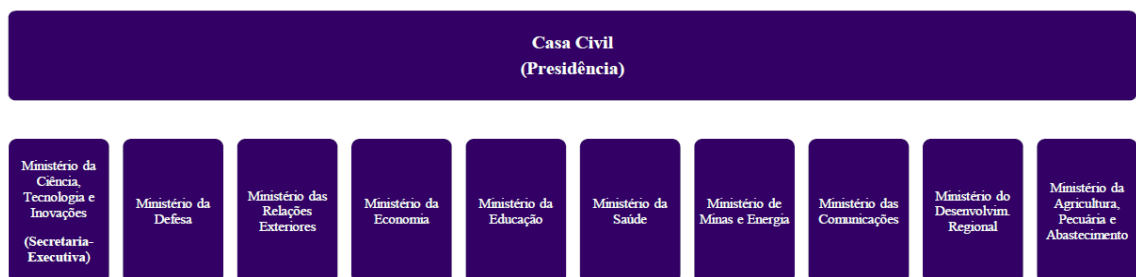 Casa Civil
(Presidência)
Ministério da
Ciência,
Tecnologia e
Inovações
(Secretaria-
Executiva)
Ministério da
Defesa
Ministério das
Relações
Exteriores
Ministério da
Economia
Ministério da
Educação
Ministério da
Saúde
Ministério de
Minas e Energia
Ministério das
Comunicações
Ministério do
Desenvolvim.
Regional
Ministério da
Agricultura,
Pecuária e
Abastecimento